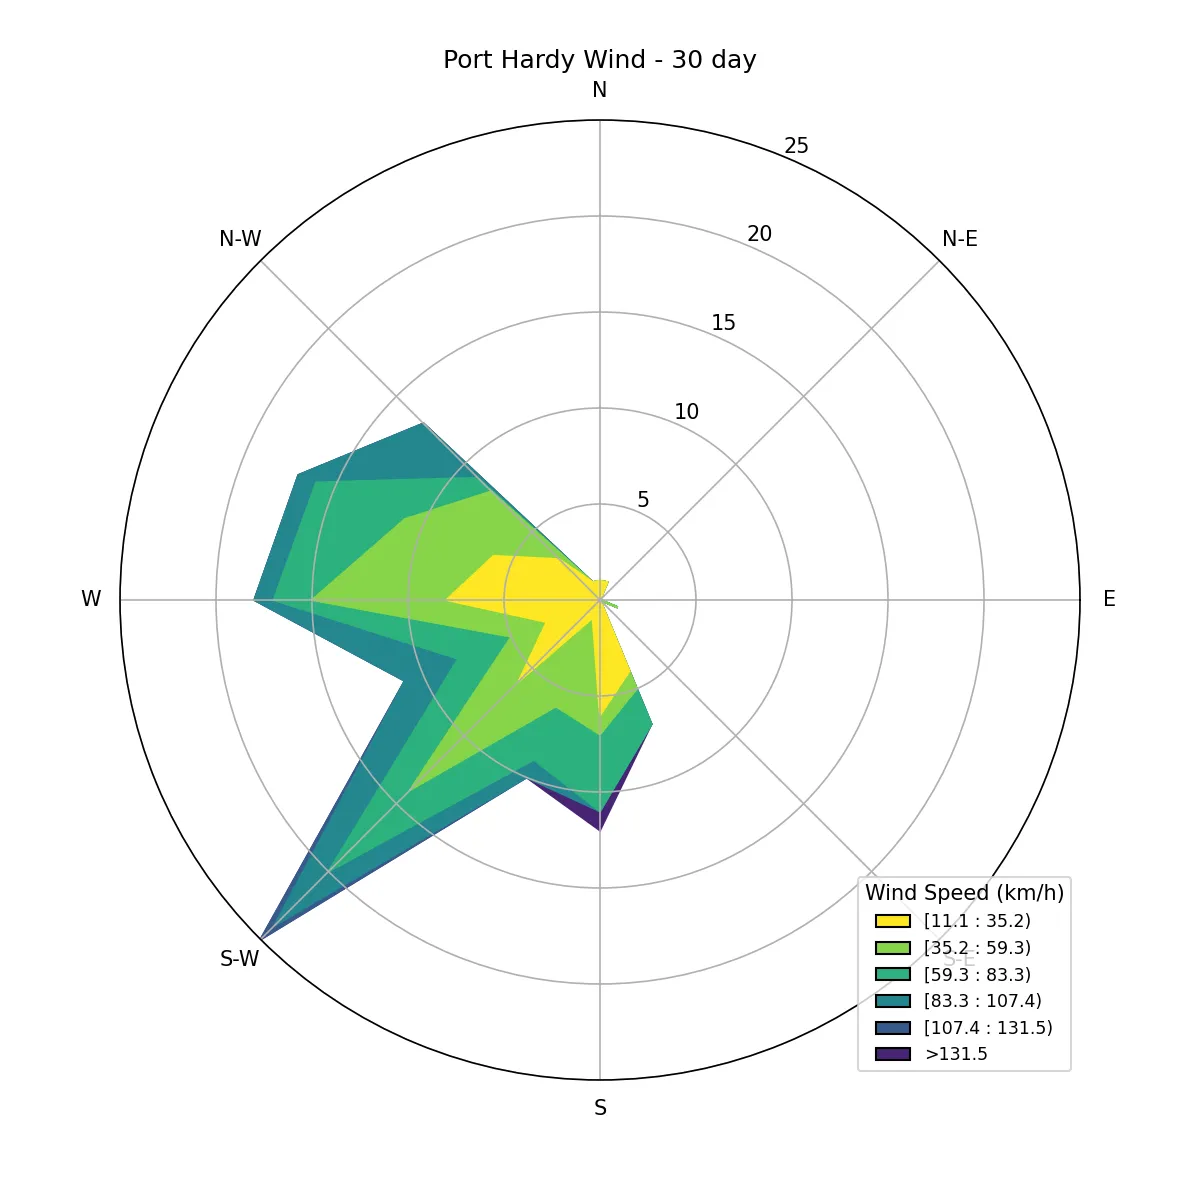 Port Hardy Wind - 30 day
N
25
20
N-W
N-E
15
10
5
W
E
S-W
S-E
S
Wind Speed (km/h)
[11.1 : 35.2)
[35.2 : 59.3)
[59.3 : 83.3)
[83.3 : 107.4)
[107.4 : 131.5)
>131.5